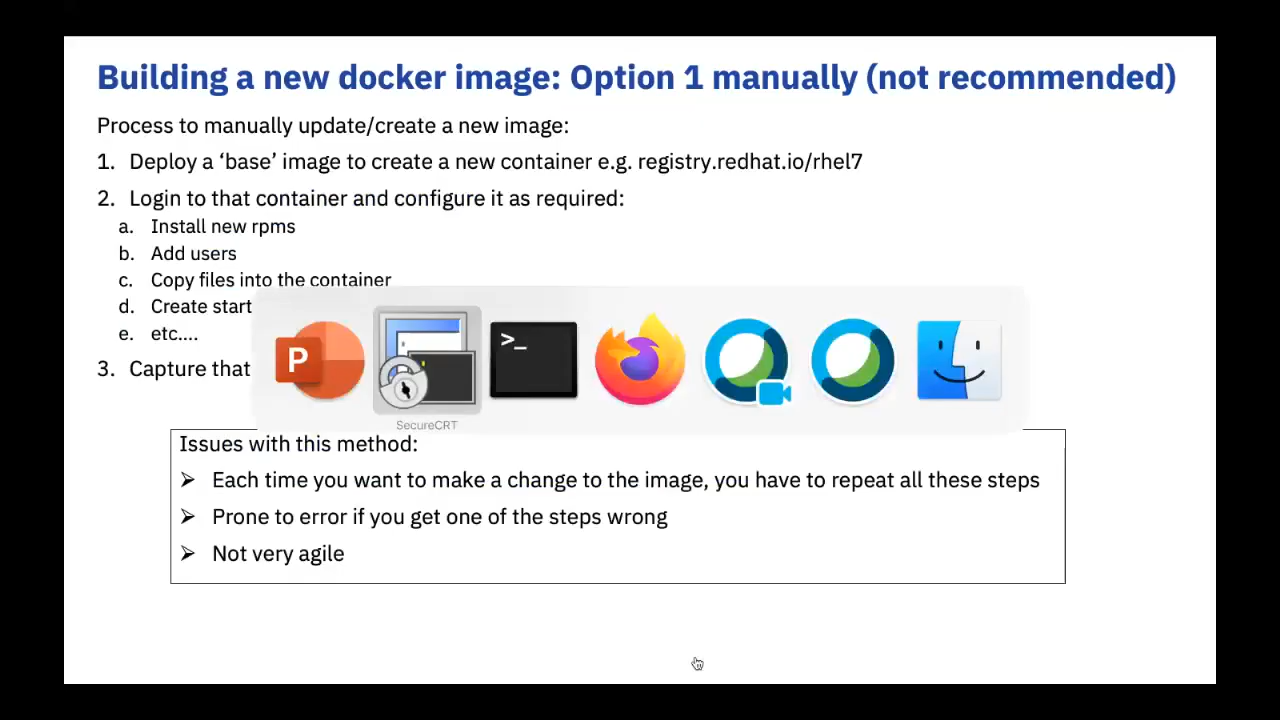 Building a new docker image: Option 1 manually (not recommended)
Process to manually update/create a new image:
1. Deploy a ‘base’ image to create a new container e.g. registry.redhat.io/rhel7
2. Login to that container and configure it as required:
a. Install new rpms
b. Add users
c. Copy files into the container
d. Create start
e. etc....
3. Capture that
P
>_
SecureCRT
Issues with this method:
➢ Each time you want to make a change to the image, you have to repeat all these steps
➢ Prone to error if you get one of the steps wrong
➢ Not very agile